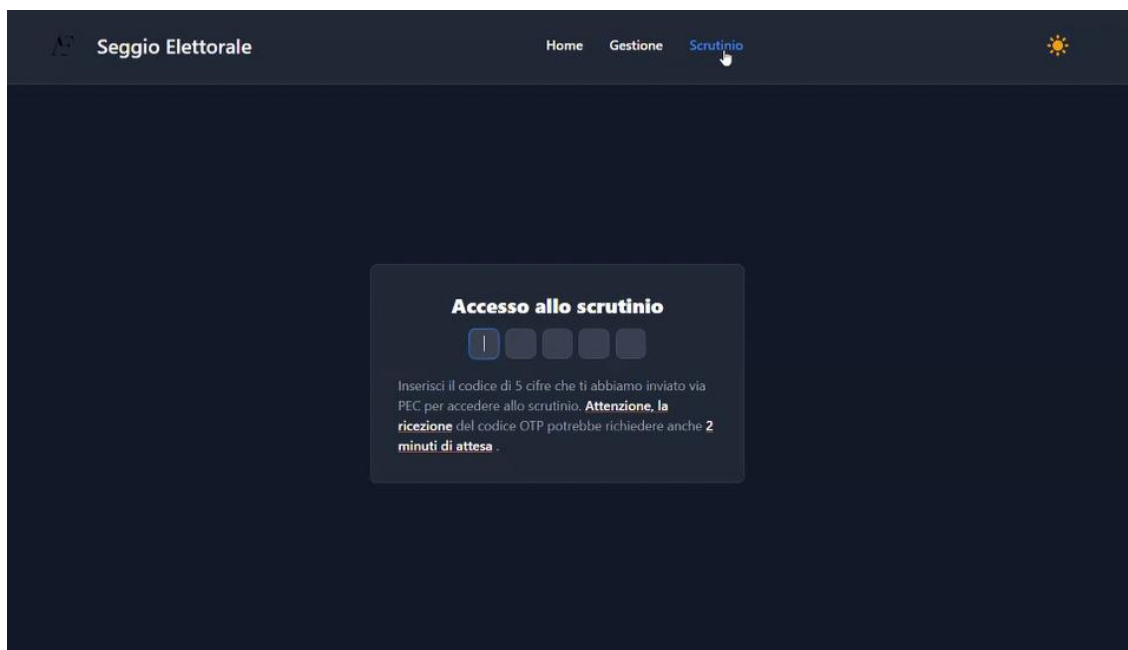 Seggio Elettorale
Home Gestione Scrutinio
Accesso allo scrutinio
Inserisci il codice di 5 cifre che ti abbiamo inviato via
PEC per accedere allo scrutinio. Attenzione, la
ricezione del codice OTP potrebbe richiedere anche 2
minuti di attesa .